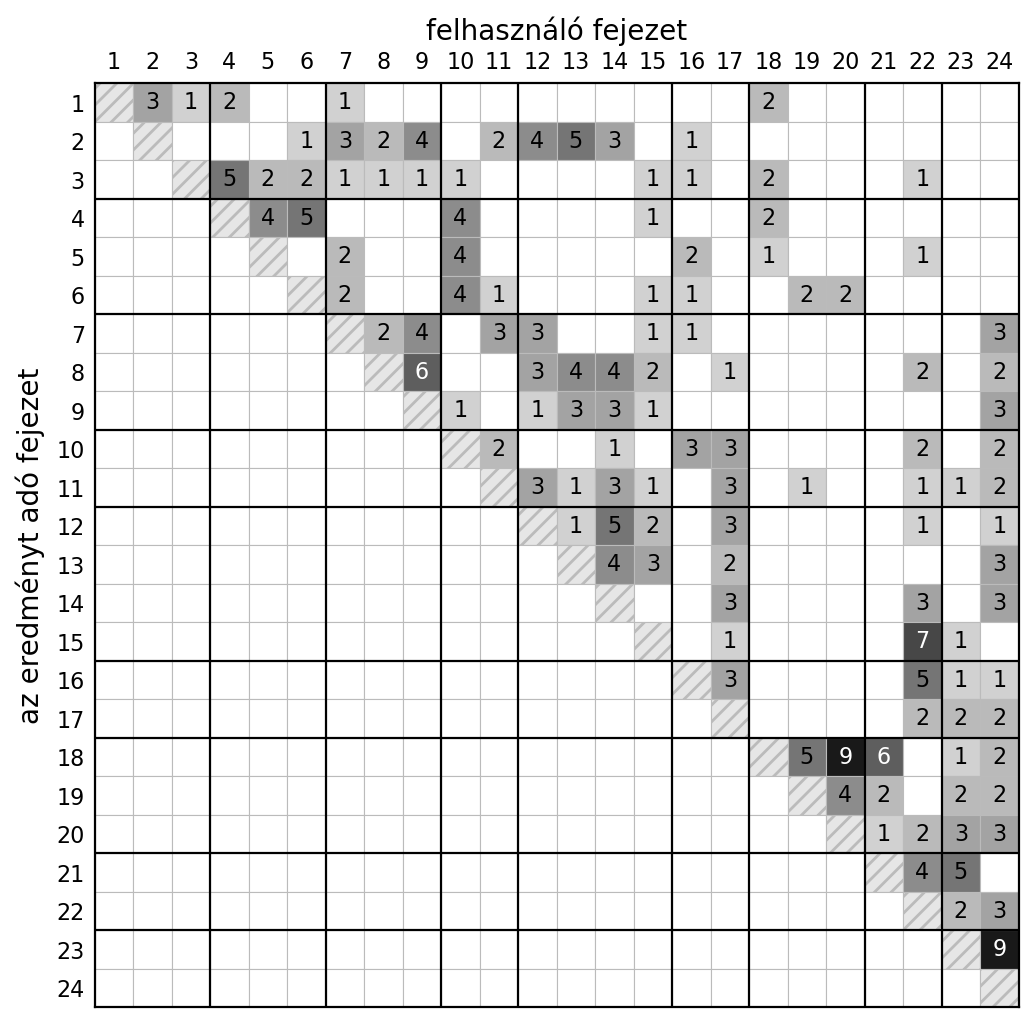 felhasználó fejezet
1 2 3 4 5 6 7 8 9 10 11 12 13 14 15 16 17 18 19 20 21 22 23 24
az eredményt adó fejezet
1 3 1 2 1 2
2 1 3 2 4 2 4 5 3 1
3 5 2 2 1 1 1 1 1 1 2 1
4 4 5 4 1 2
5 2 4 2 1 1
6 2 4 1 1 1 2 2
7 2 4 3 3 1 1 3
8 6 3 4 4 2 1 2 2
9 1 1 3 3 1 3
10 2 1 3 3 2 2
11 3 1 3 1 3 1 1 1 2
12 1 5 2 3 1 1
13 4 3 2 3
14 3 3 3
15 1 7 1
16 3 5 1 1
17 2 2 2
18 5 9 6 1 2
19 4 2 2 2
20 1 2 3 3
21 4 5
22 2 3
23 9
24